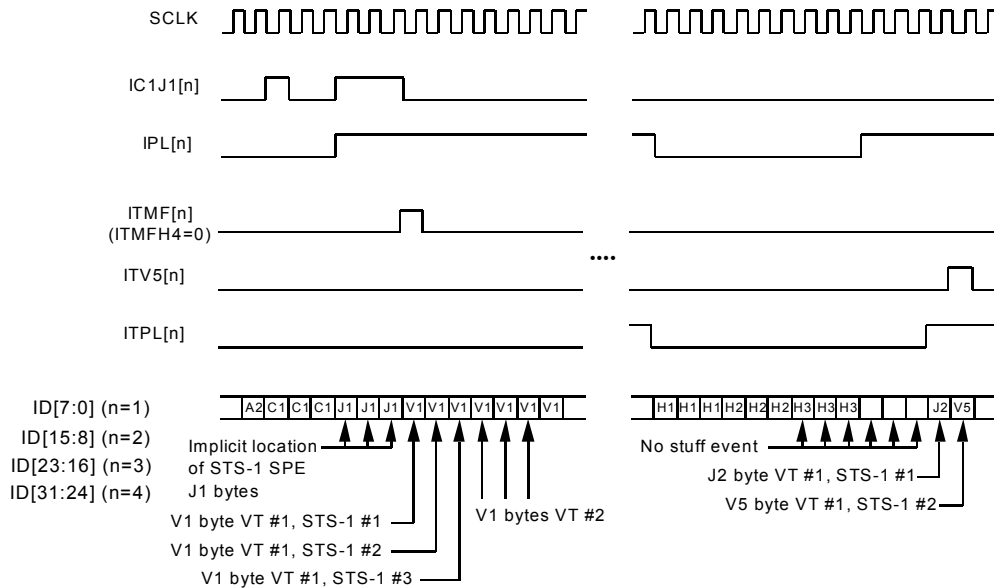 SCLK
IC1J1[n]
IPL[n]
ITMF[n]
(ITMFH4=0)
....
ITV5[n]
ITPL[n]
ID[7:0] (n=1)
A2 C1 C1 C1 J1 J1 J1 V1 V1 V1 V1 V1 V1 V1
H1 H1 H1 H2 H2 H2 H3 H3 H3 J2 V5
ID[15:8] (n=2)
ID[23:16] (n=3)
ID[31:24] (n=4)
Implicit location
of STS-1 SPE
J1 bytes
No stuff event
J2 byte VT #1, STS-1 #1
V5 byte VT #1, STS-1 #2
V1 bytes VT #2
V1 byte VT #1, STS-1 #1
V1 byte VT #1, STS-1 #2
V1 byte VT #1, STS-1 #3